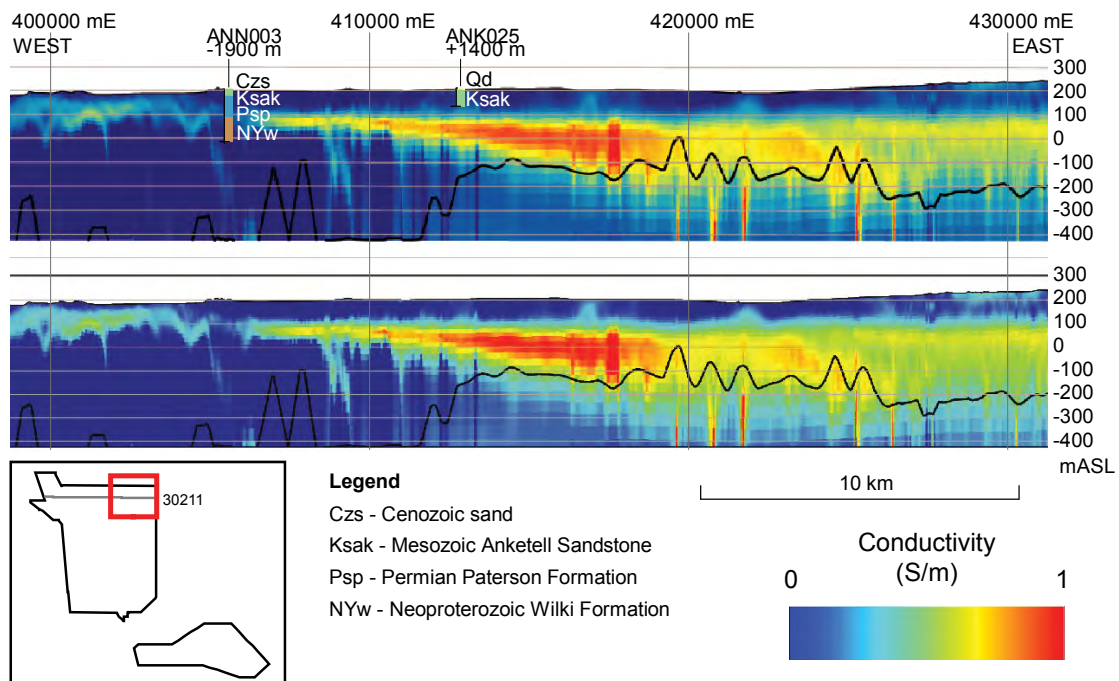 400000 mE 410000 mE 420000 mE 430000 mE
WEST ANN003 ANK025 EAST
-1900 m +1400 m
300
Czs Qd
200
Ksak Ksak
Psp
100
NYw
0
-100
-200
-300
-400
300
200
100
0
-100
-200
-300
-400
mASL
30211
Legend
Czs - Cenozoic sand
Ksak - Mesozoic Anketell Sandstone
Psp - Permian Paterson Formation
NYw - Neoproterozoic Wilki Formation
10 km
Conductivity
(S/m)
0 1